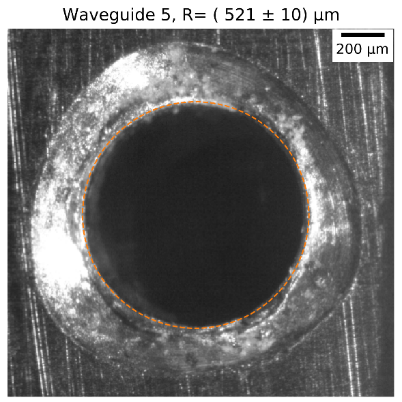 Waveguide 5, R= ( 521 ± 10) μm
200 μm